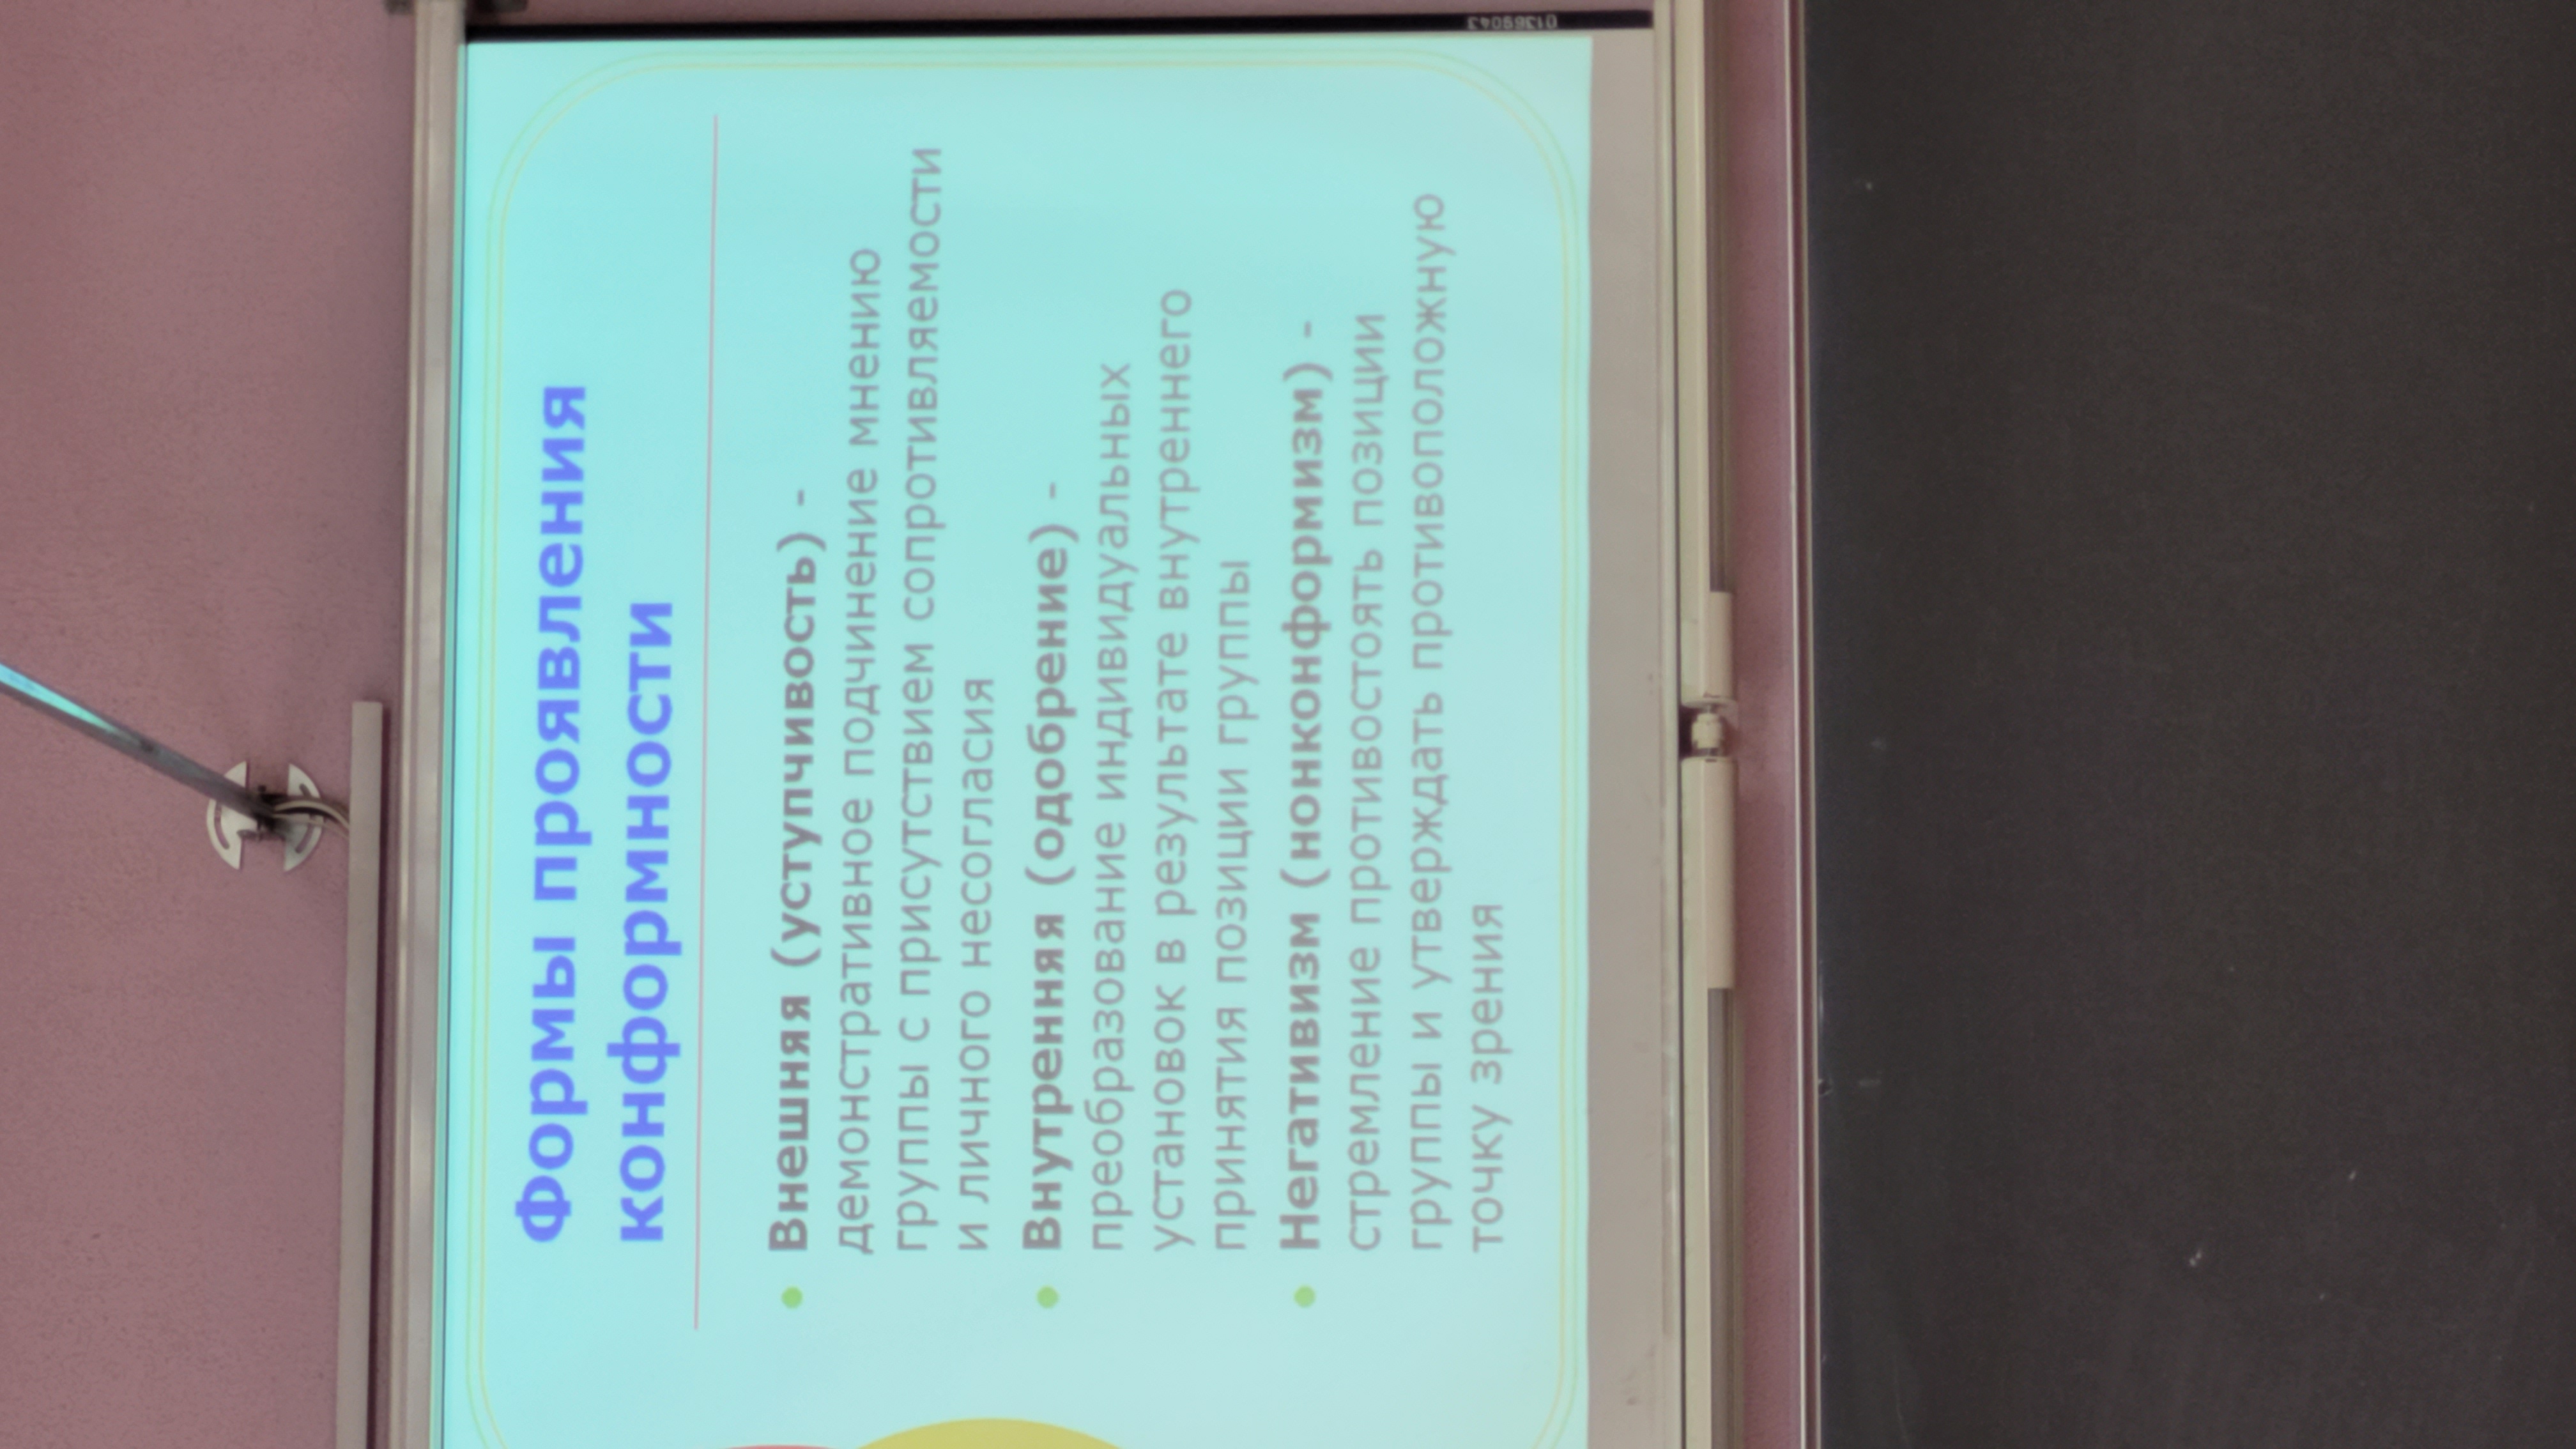 Формы проявления
конформности
Внешняя (уступчивость) -
демонстративное подчинение мнению
группы с присутствием сопротивляемости
и личного несогласия
Внутренняя (одобрение) -
преобразование индивидуальных
установок в результате внутреннего
принятия позиции группы
Негативизм (нонконформизм) -
стремление противостоять позиции
группы и утверждать противоположную
точку зрения
01369043